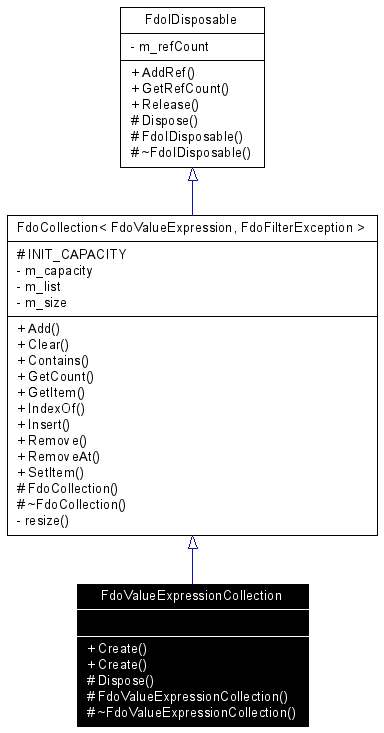 FdoIDisposable
- m_refCount
+ AddRef()
+ GetRefCount()
+ Release()
# Dispose()
# FdoIDisposable()
# ~FdoIDisposable()
FdoCollection< FdoValueExpression, FdoFilterException >
# INIT_CAPACITY
- m_capacity
- m_list
- m_size
+ Add()
+ Clear()
+ Contains()
+ GetCount()
+ GetItem()
+ IndexOf()
+ Insert()
+ Remove()
+ RemoveAt()
+ SetItem()
# FdoCollection()
# ~FdoCollection()
- resize()
FdoValueExpressionCollection
+ Create()
+ Create()
# Dispose()
# FdoValueExpressionCollection()
# ~FdoValueExpressionCollection()